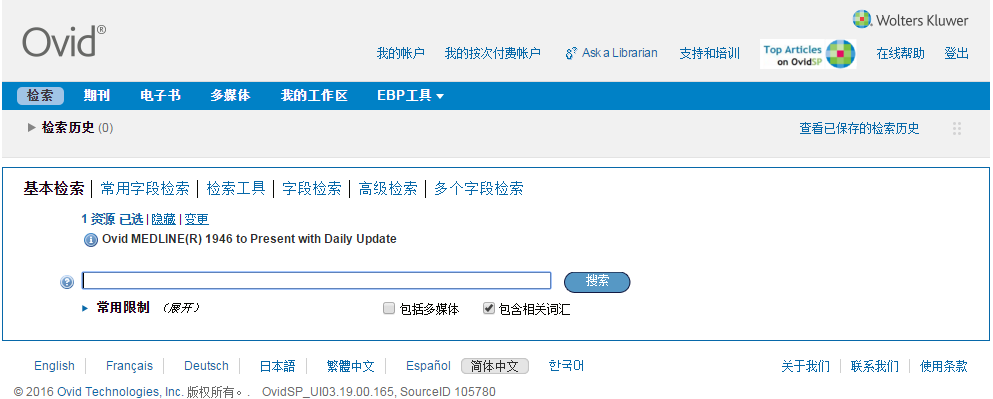 Wolters Kluwer
Ovid®
我的帐户 我的按次付费帐户 Ask a Librarian 支持和培训 Top Articles on OvidSP 在线帮助 登出
检索 期刊 电子书 多媒体 我的工作区 EBP工具
检索历史 (0) 查看已保存的检索历史
基本检索 | 常用字段检索 | 检索工具 | 字段检索 | 高级检索 | 多个字段检索
1 资源 已选 | 隐藏 | 变更
Ovid MEDLINE(R) 1946 to Present with Daily Update
搜索
常用限制 （展开） 包括多媒体 包含相关词汇
English Français Deutsch 日本語 繁體中文 Español 简体中文 한국어 关于我们 联系我们 使用条款
© 2016 Ovid Technologies, Inc. 版权所有。. OvidSP_UI03.19.00.165, SourceID 105780